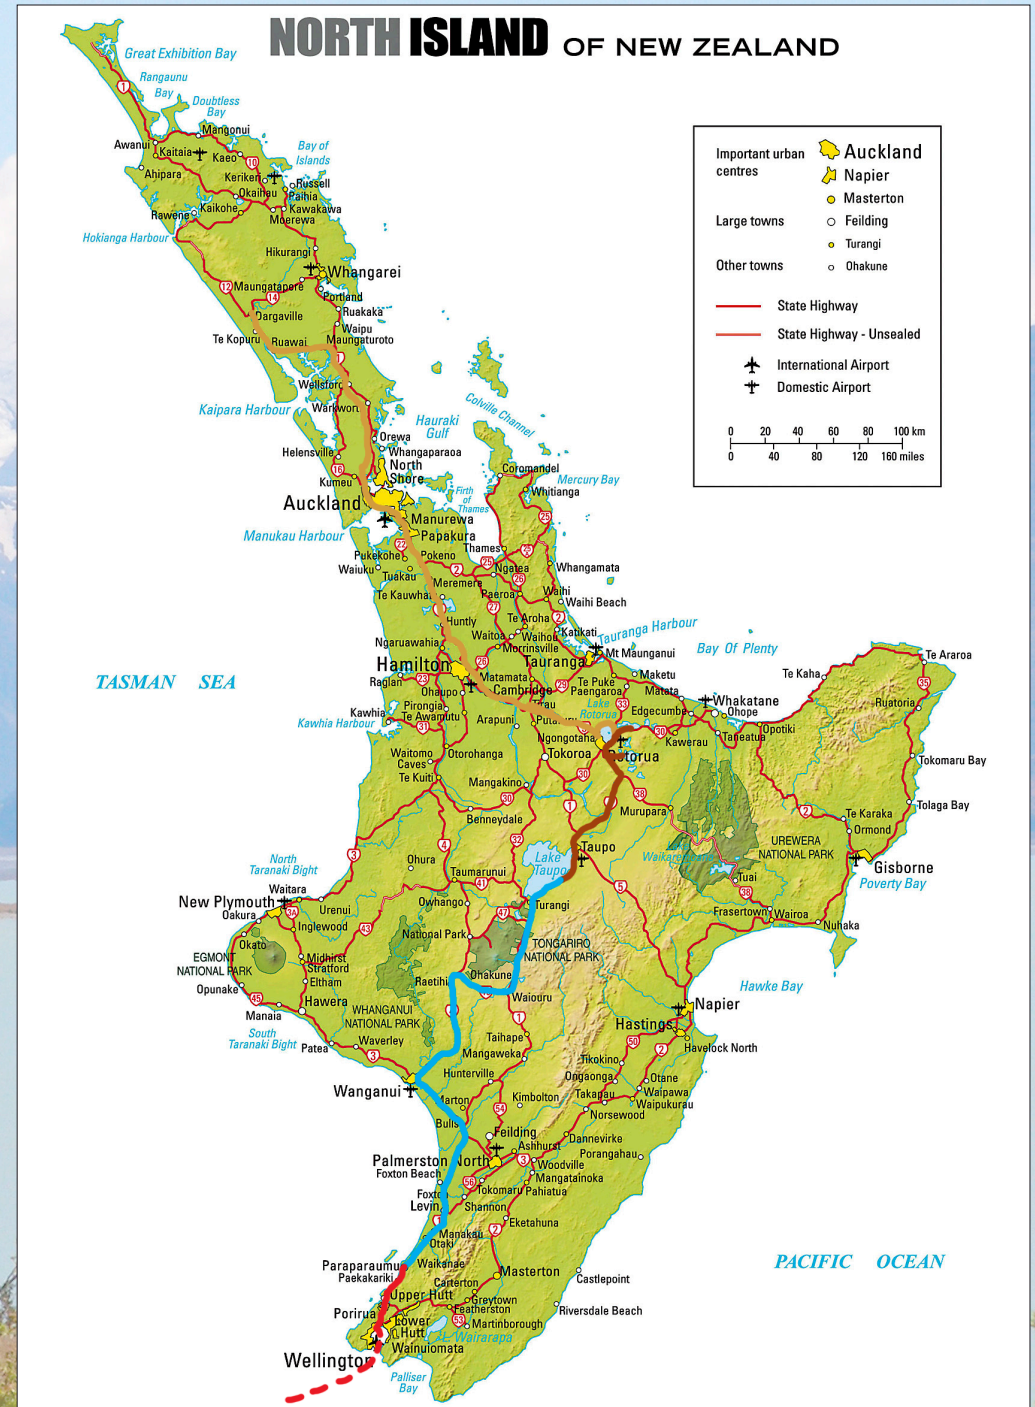 NORTH ISLAND OF NEW ZEALAND
Great Exhibition Bay
Rangaunu
Bay
Doubtless
Bay
Mangonui
Awanui
Kaitaia
Kaeo
Bay of
Islands
Ahipara
Kerikeri
Russell
Okaihau
Paihia
Kaikohe
Kawakawa
Rawene
Moerewa
Hokianga Harbour
Hikurangi
Whangarei
Maungatapere
Portland
Dargaville
Ruakaka
Waipu
Te Kopuru
Ruawai
Maungaturoto
Wellsford
Kaipara Harbour
Warkwor
Hauraki
Gulf
Colville Channel
Orewa
Helensville
Whangaparaoa
North
Shore
Kumeu
Coromandel
Mercury Bay
Whitianga
Firth
of
Thames
Auckland
Manurewa
Manukau Harbour
Papakura
Pukekohe
Pokeno
Thames
Waiuku
Tuakau
Ngatea
Whangamata
Meremere
Te Kauwha
Paeroa
Waihi
Waihi Beach
Huntly
Te Aroha
Katikati
Tauranga Harbour
Waitoa
Waihou
Ngaruawahia
Morrinsville
Mt Maunganui
Bay Of Plenty
Hamilton
Tauranga
Te Araroa
Raglan
Matamata
Te Puke
Maketu
Te Kaha
Ohaupo
Cambridge
Paengaroa
Matata
Whakatane
Ruatoria
Pirongia
Lake
Rotorua
Edgecumbe
Ohope
Kawhia
Te Awamutu
Arapuni
Opotiki
Kawhia Harbour
Ngongotaha
Kawerau
Taneatua
Waitomo
Caves
Otorohanga
Tokoroa
Tokomaru Bay
Te Kuiti
Mangakino
Murupara
Tolaga Bay
Benneydale
Te Karaka
Ormond
UREWERA
NATIONAL PARK
North
Taranaki Bight
Ohura
Lake
Taupo
Taupo
Gisborne
Poverty Bay
Taumarunui
Tuai
Waitara
New Plymouth
Urenui
Owhango
Turangi
Frasertown
Wairoa
Oakura
Inglewood
Nuhaka
Okato
National Park
TONGARIRO
NATIONAL PARK
EGMONT
NATIONAL PARK
Midhirst
Stratford
Eltham
Raetihi
Ohakune
Hawke Bay
Opunake
Hawera
Waiouru
Napier
Manaia
WHANGANUI
NATIONAL PARK
Hastings
South
Taranaki Bight
Patea
Waverley
Taihape
Havelock North
Mangaweka
Tikokino
Hunterville
Ongaonga
Otane
Wanganui
Kimbolton
Takapau
Waipawa
Marton
Waipukurau
Norsewood
Bulls
Feilding
Dannevirke
Ashhurst
Porangahau
Palmerston North
Woodville
Foxton Beach
Mangatainoka
Tokomaru
Pahiatua
Foxton
Levin
Shannon
Eketahuna
Manakau
Otaki
Paraparaumu
Waikanae
Paekakariki
Masterton
Castlepoint
Carterton
Upper Hutt
Greytown
Porirua
Featherston
Riversdale Beach
Lower
Hutt
Martinborough
L. Wairarapa
Wellington
Wainuiomata
Palliser
Bay
TASMAN SEA
PACIFIC OCEAN
Important urban
centres
Auckland
Napier
Masterton
Large towns
Feilding
Turangi
Other towns
Ohakune
State Highway
State Highway - Unsealed
International Airport
Domestic Airport
0 20 40 60 80 100 km
0 40 80 120 160 miles